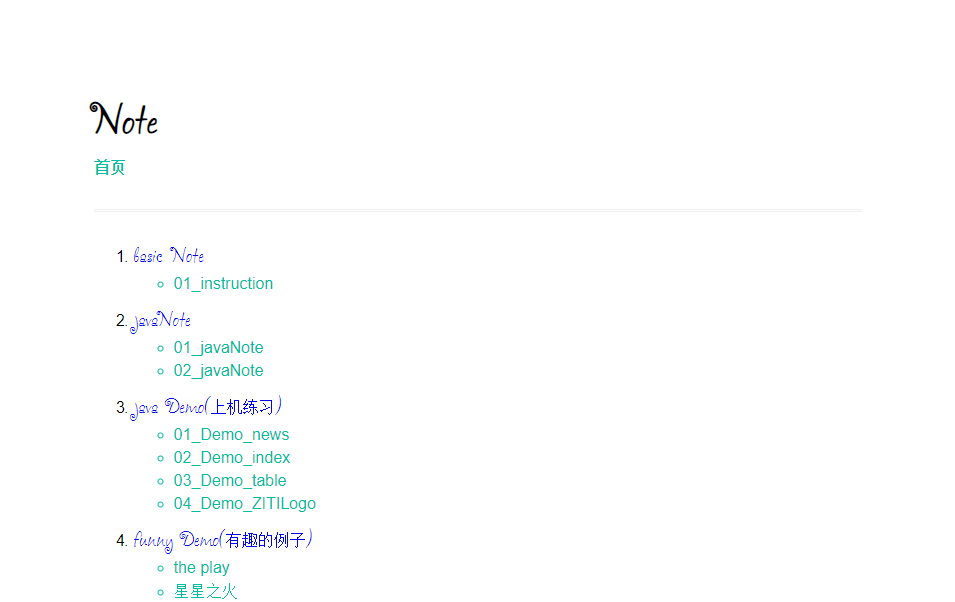 Note
首页
1. basic Note
01_instruction
2. javaNote
01_javaNote
02_javaNote
3. java Demo(上机练习)
01_Demo_news
02_Demo_index
03_Demo_table
04_Demo_ZITILogo
4. funny Demo(有趣的例子)
the play
星星之火